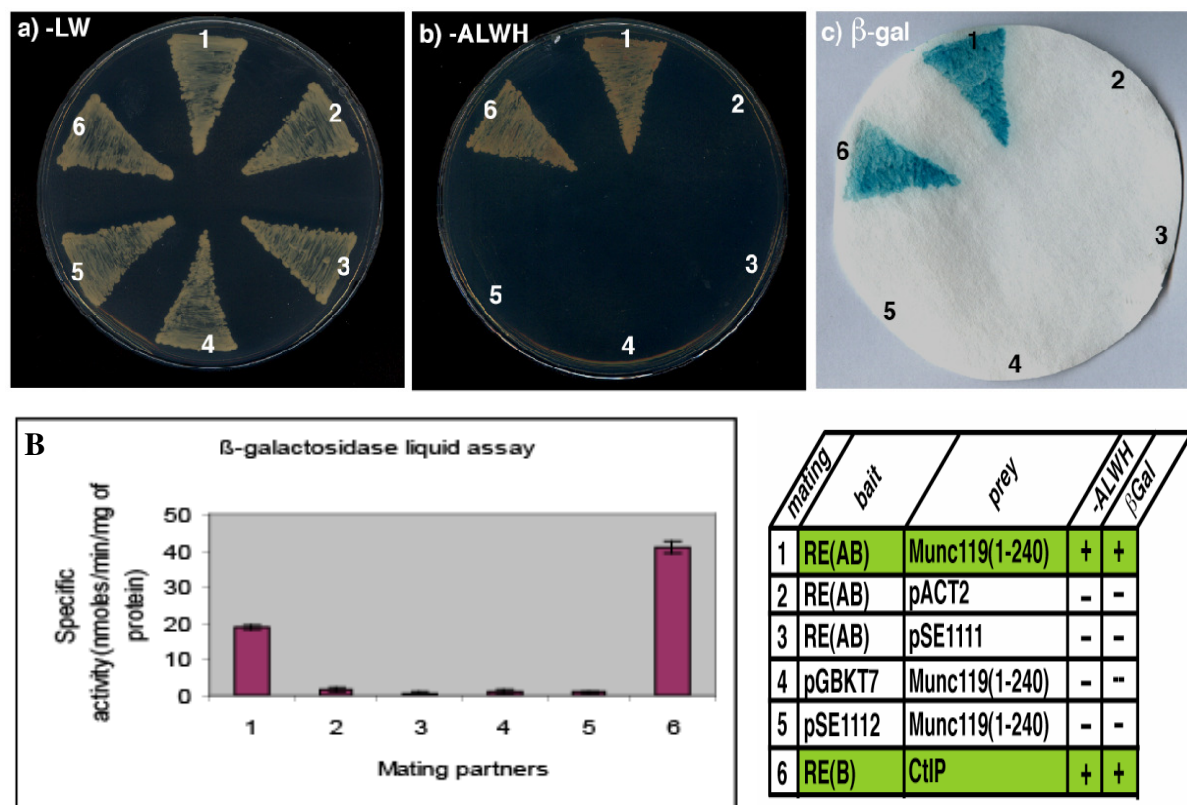 a) -LW
1
2
3
4
5
6
b) -ALWH
1
2
3
4
5
6
c) β-gal
1
2
3
4
5
6
B
ß-galactosidase liquid assay
Specific
activity(nmoles/min/mg of
protein)
50
40
30
20
10
0
1 2 3 4 5 6
Mating partners
mating bait prey -ALWH βGal
1 RE(AB) Munc119(1-240) + +
2 RE(AB) pACT2 - -
3 RE(AB) pSE1111 - -
4 pGBKT7 Munc119(1-240) - --
5 pSE1112 Munc119(1-240) - -
6 RE(B) CtIP + +